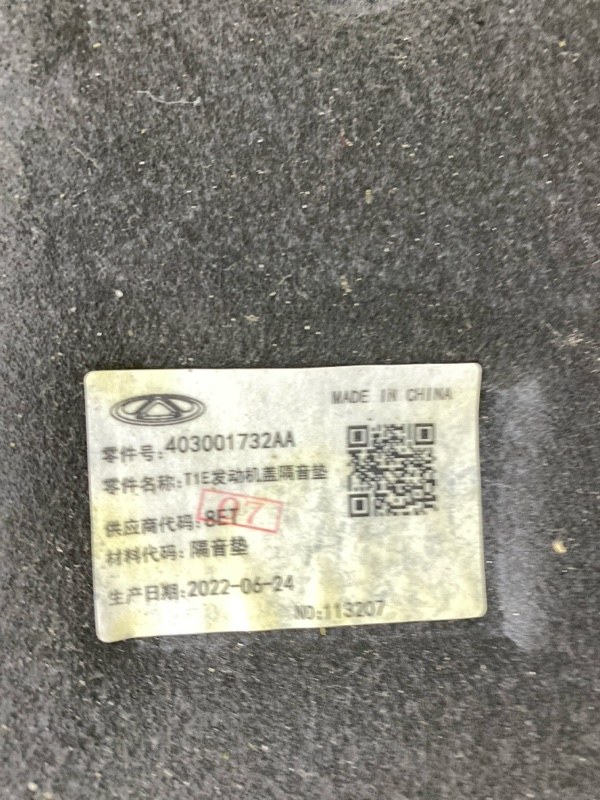 MADE IN CHINA
零件号:403001732AA
零件名称:T1E发动机盖隔音垫
供应商代码:8ET
07
材料代码:隔音垫
生产日期:2022-06-24
NO:113207